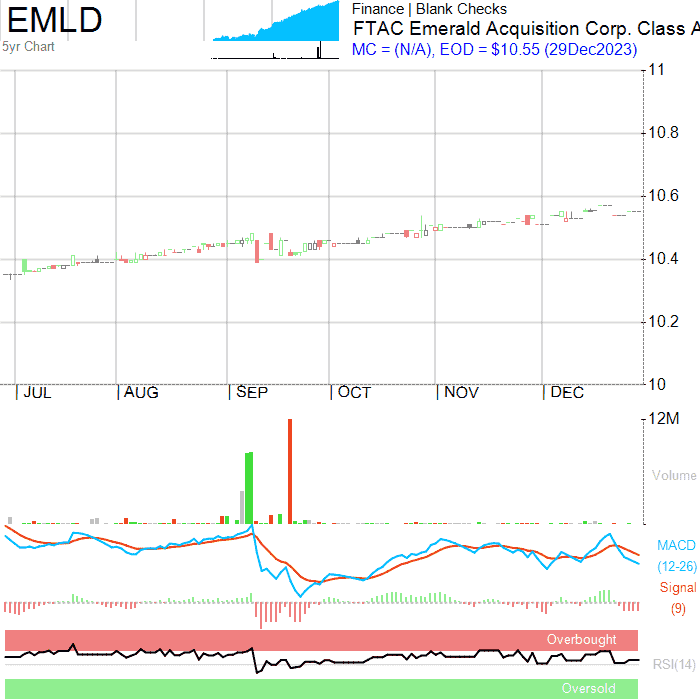 EMLD
5yr Chart
Finance | Blank Checks
FTAC Emerald Acquisition Corp. Class A
MC = (N/A), EOD = $10.55 (29Dec2023)
11
10.8
10.6
10.4
10.2
10
JUL
AUG
SEP
OCT
NOV
DEC
12M
Volume
MACD
(12-26)
Signal
(9)
Overbought
RSI(14)
Oversold